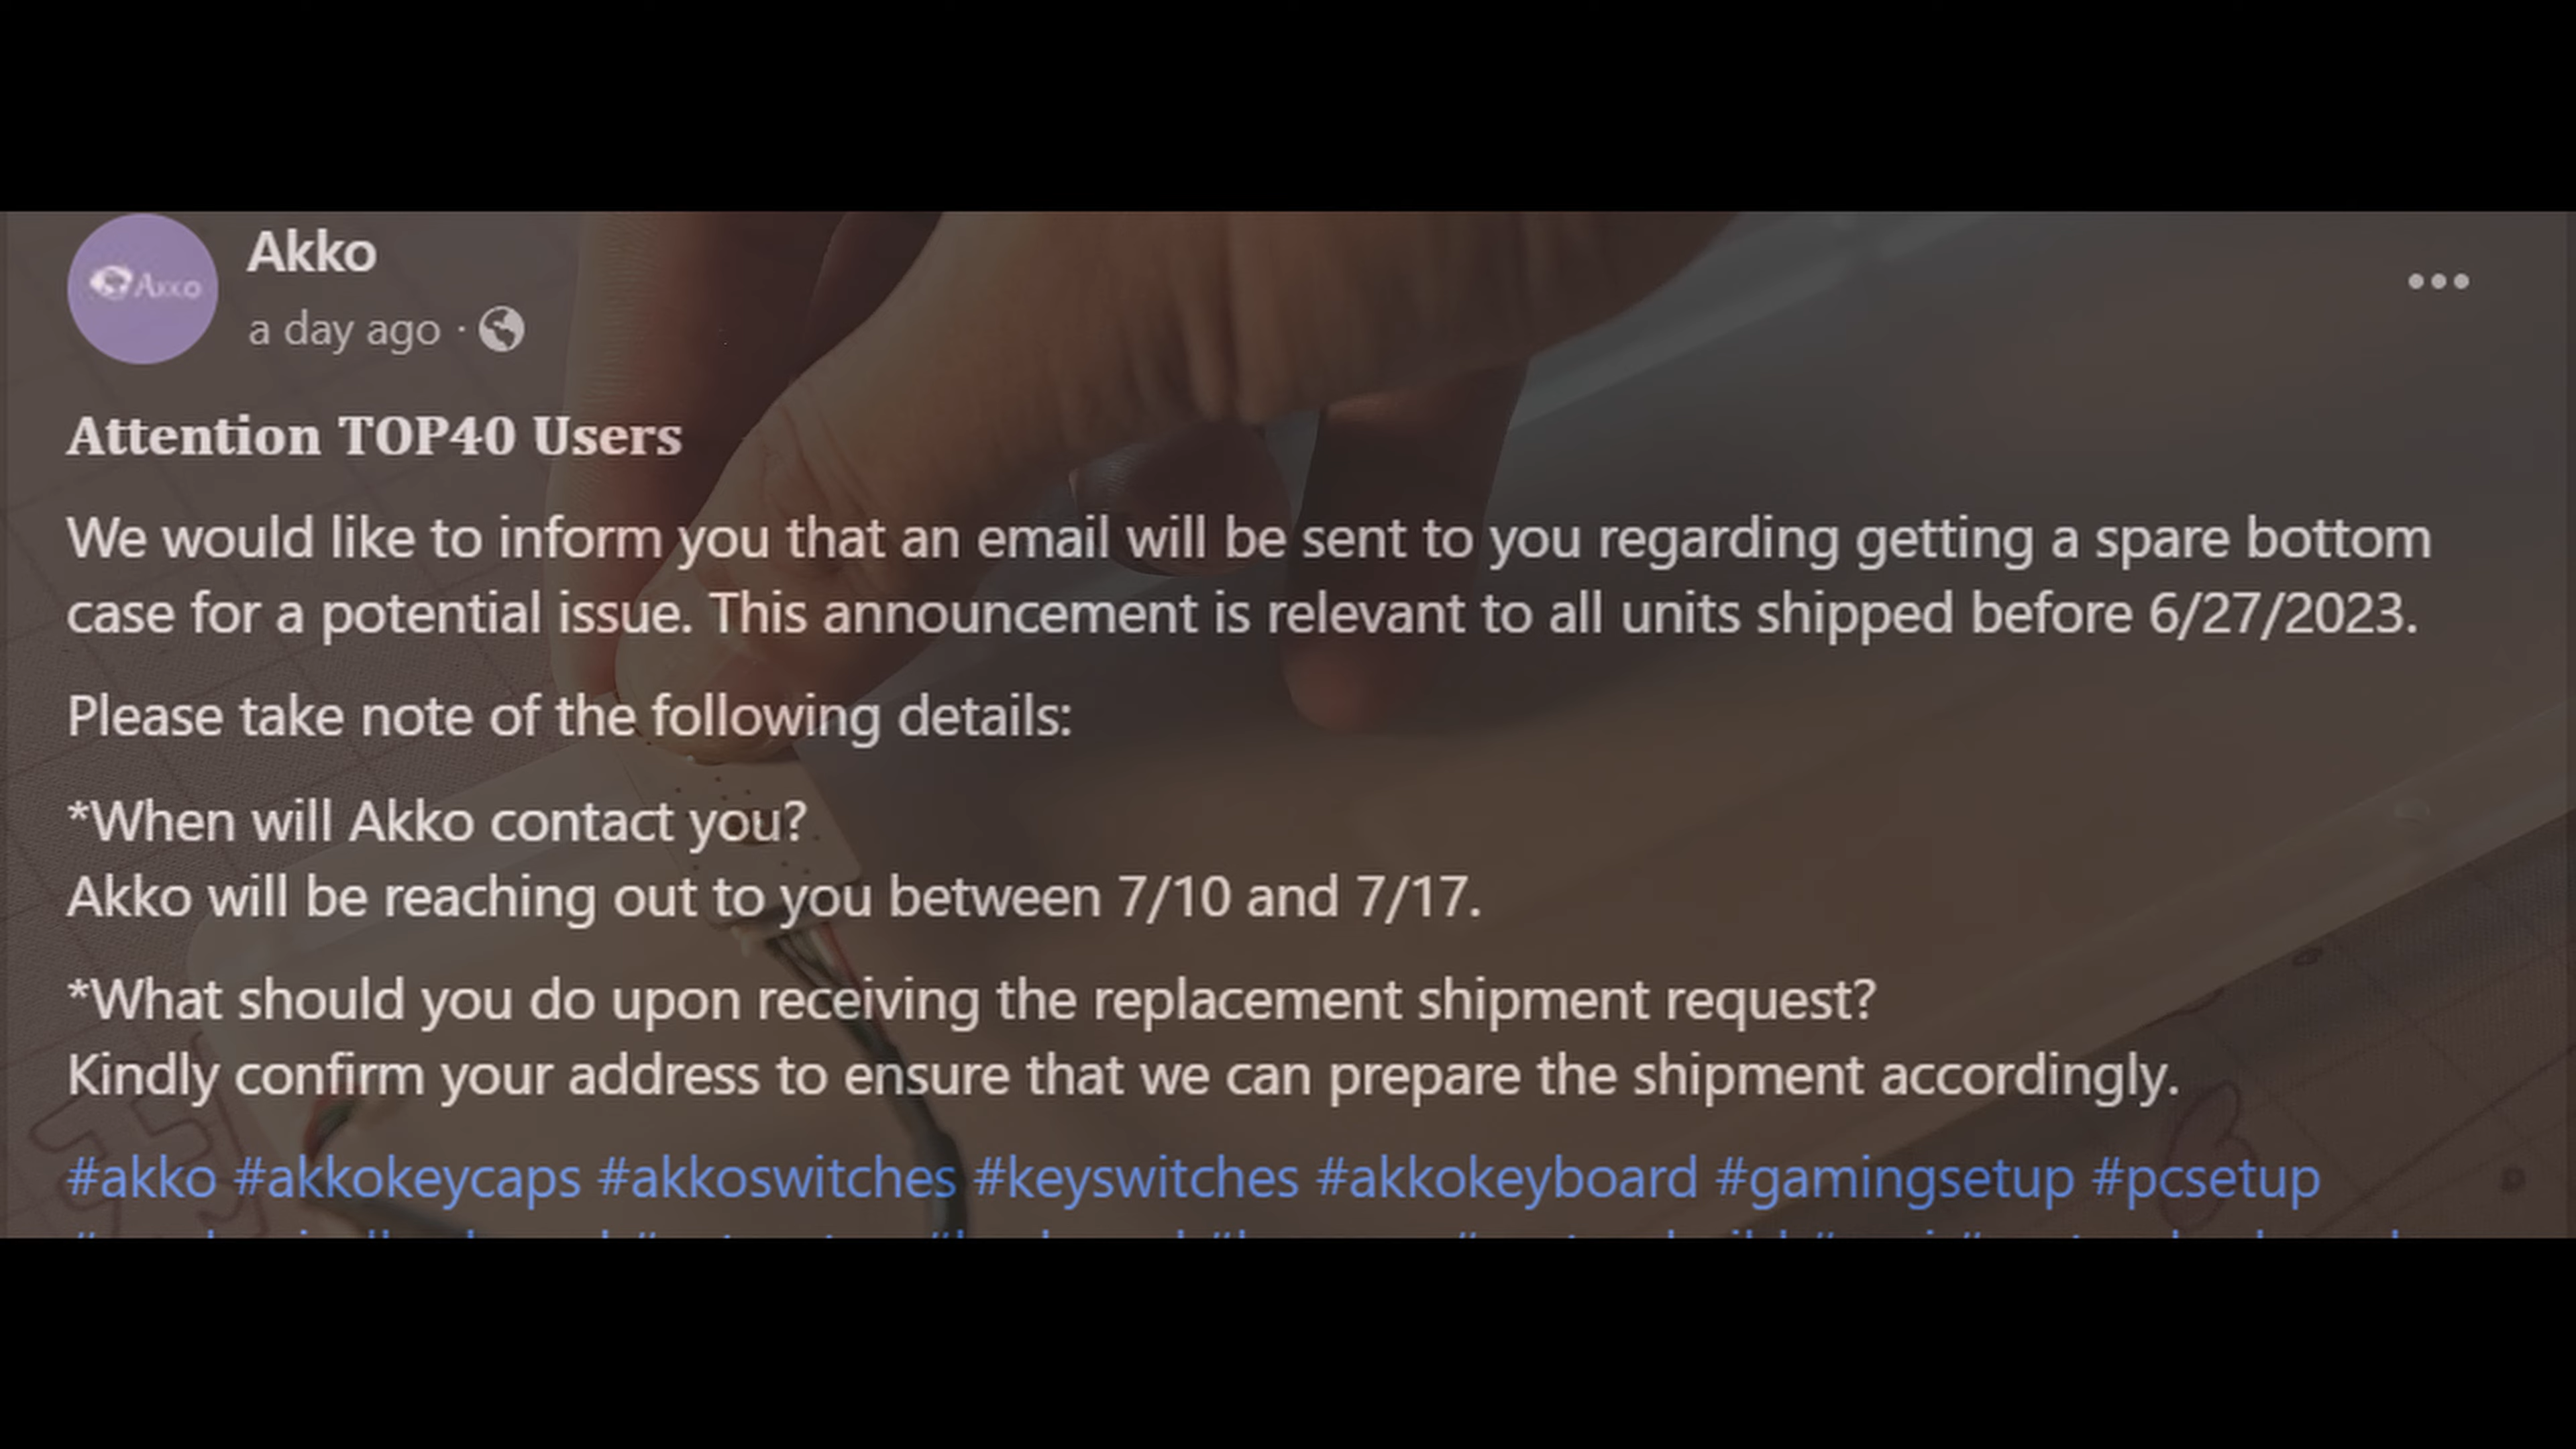 Akko
Akko
a day ago ·
•••
Attention TOP40 Users
We would like to inform you that an email will be sent to you regarding getting a spare bottom
case for a potential issue. This announcement is relevant to all units shipped before 6/27/2023.
Please take note of the following details:
*When will Akko contact you?
Akko will be reaching out to you between 7/10 and 7/17.
*What should you do upon receiving the replacement shipment request?
Kindly confirm your address to ensure that we can prepare the shipment accordingly.
#akko #akkokeycaps #akkoswitches #keyswitches #akkokeyboard #gamingsetup #pcsetup